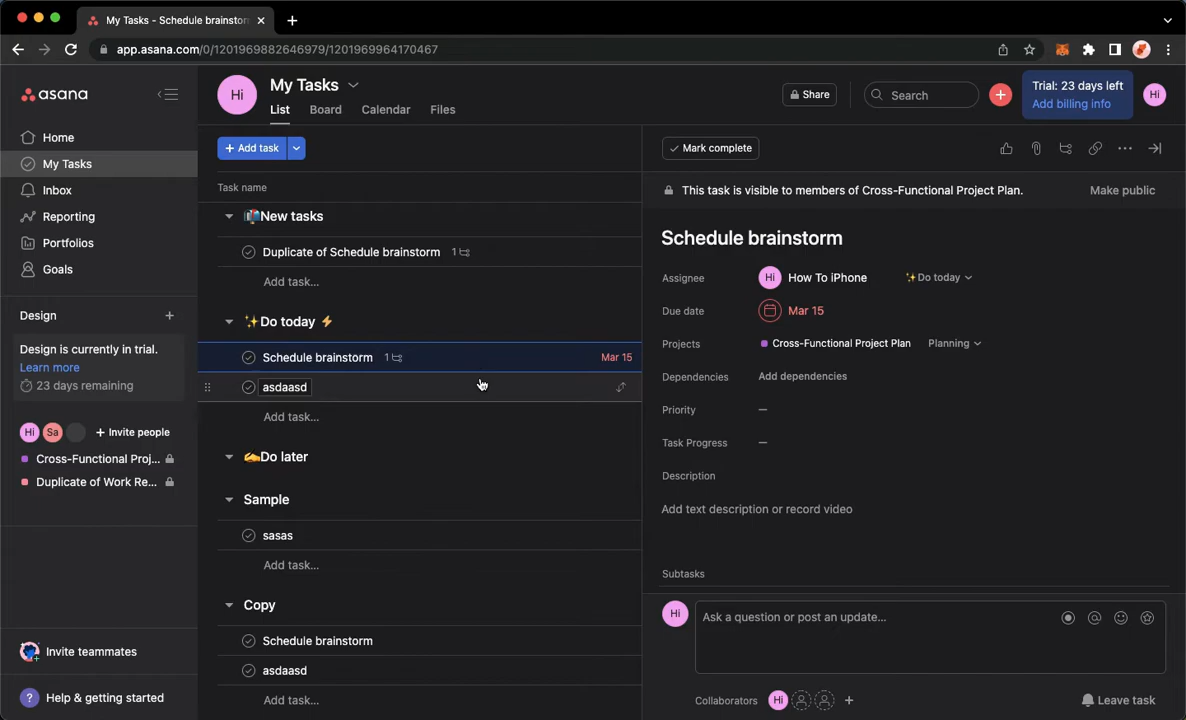 My Tasks - Schedule brainstorm
app.asana.com/0/1201969882646979/1201969964170467
asana
Home
My Tasks
Inbox
Reporting
Portfolios
Goals
Design
Design is currently in trial.
Learn more
23 days remaining
Hi Sa + Invite people
Cross-Functional Proj...
Duplicate of Work Re...
Invite teammates
? Help & getting started
Hi
My Tasks
List Board Calendar Files
Share
Search
Trial: 23 days left
Add billing info
Hi
+ Add task
Task name
New tasks
Duplicate of Schedule brainstorm 1
Add task...
Do today
Schedule brainstorm 1 Mar 15
asdaasd
Add task...
Do later
Sample
sasas
Add task...
Copy
Schedule brainstorm
asdaasd
Add task...
Mark complete
This task is visible to members of Cross-Functional Project Plan. Make public
Schedule brainstorm
Assignee Hi How To iPhone Do today
Due date Mar 15
Projects Cross-Functional Project Plan Planning
Dependencies Add dependencies
Priority —
Task Progress —
Description
Add text description or record video
Subtasks
Hi Ask a question or post an update...
Collaborators Hi + Leave task